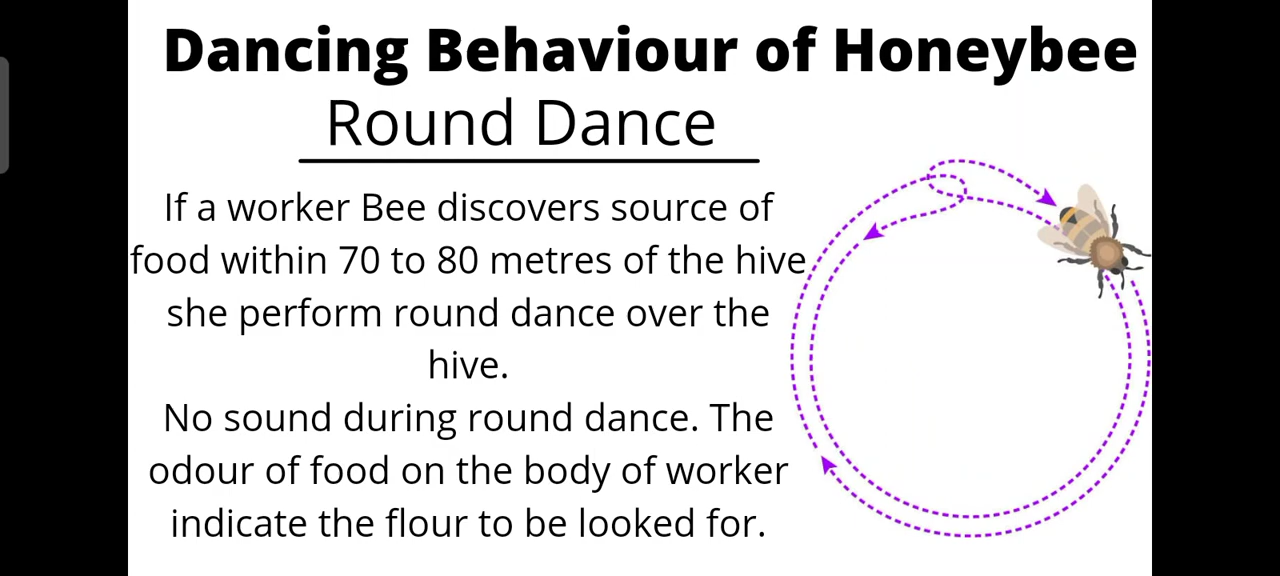 Dancing Behaviour of Honeybee
Round Dance
If a worker Bee discovers source of
food within 70 to 80 metres of the hive
she perform round dance over the
hive.
No sound during round dance. The
odour of food on the body of worker
indicate the flour to be looked for.